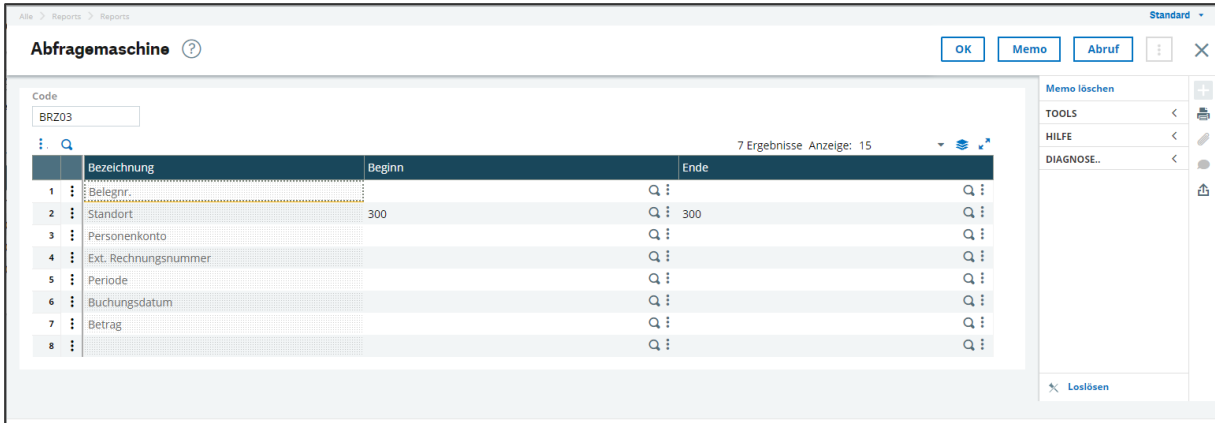 Alle > Reports > Reports
Standard
Abfragemaschine ?
OK Memo Abruf
Code
BRZ03
7 Ergebnisse Anzeige: 15
Bezeichnung Beginn Ende
1 Belegnr.
2 Standort 300 300
3 Personenkonto
4 Ext. Rechnungsnummer
5 Periode
6 Buchungsdatum
7 Betrag
8
Memo löschen
TOOLS
HILFE
DIAGNOSE..
Loslösen